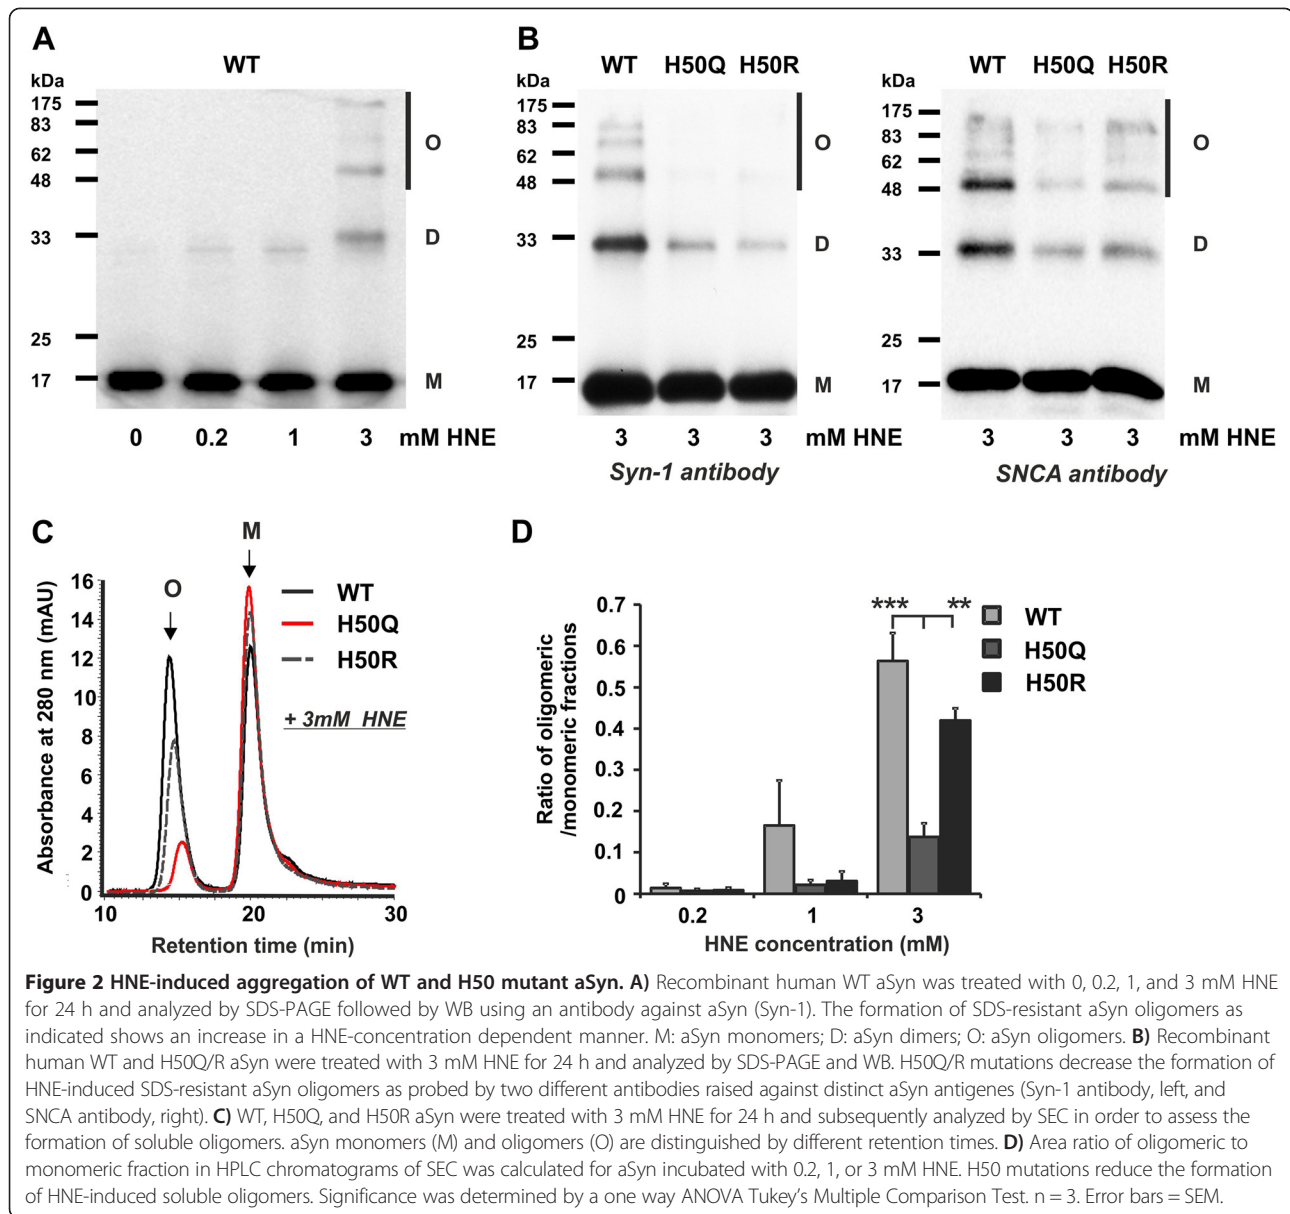 A
WT
kDa
175
83
62
48
33
25
17
O
D
M
0 0.2 1 3 mM HNE
B
WT H50Q H50R
kDa
175
83
62
48
33
25
17
O
D
M
3 3 3 mM HNE
Syn-1 antibody
WT H50Q H50R
kDa
175
83
62
48
33
25
17
O
D
M
3 3 3 mM HNE
SNCA antibody
C
M
O
WT
H50Q
H50R
+ 3mM HNE
Absorbance at 280 nm (mAU)
16
14
12
10
8
6
4
2
0
10 20 30
Retention time (min)
D
Ratio of oligomeric
/monomeric fractions
0.7
0.6
0.5
0.4
0.3
0.2
0.1
0
*** **
WT
H50Q
H50R
0.2 1 3
HNE concentration (mM)
Figure 2 HNE-induced aggregation of WT and H50 mutant aSyn. A) Recombinant human WT aSyn was treated with 0, 0.2, 1, and 3 mM HNE
for 24 h and analyzed by SDS-PAGE followed by WB using an antibody against aSyn (Syn-1). The formation of SDS-resistant aSyn oligomers as
indicated shows an increase in a HNE-concentration dependent manner. M: aSyn monomers; D: aSyn dimers; O: aSyn oligomers. B) Recombinant
human WT and H50Q/R aSyn were treated with 3 mM HNE for 24 h and analyzed by SDS-PAGE and WB. H50Q/R mutations decrease the formation of
HNE-induced SDS-resistant aSyn oligomers as probed by two different antibodies raised against distinct aSyn antigenes (Syn-1 antibody, left, and
SNCA antibody, right). C) WT, H50Q, and H50R aSyn were treated with 3 mM HNE for 24 h and subsequently analyzed by SEC in order to assess the
formation of soluble oligomers. aSyn monomers (M) and oligomers (O) are distinguished by different retention times. D) Area ratio of oligomeric to
monomeric fraction in HPLC chromatograms of SEC was calculated for aSyn incubated with 0.2, 1, or 3 mM HNE. H50 mutations reduce the formation
of HNE-induced soluble oligomers. Significance was determined by a one way ANOVA Tukey's Multiple Comparison Test. n = 3. Error bars = SEM.